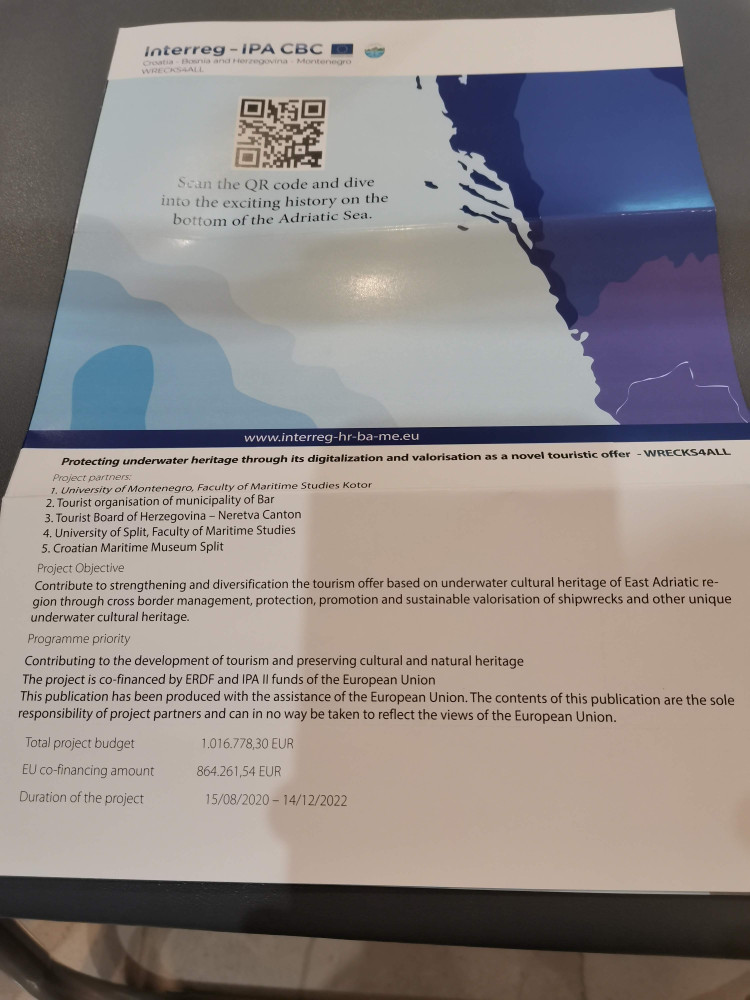 Interreg - IPA CBC
Croatia - Bosnia and Herzegovina - Montenegro
WRECKS4ALL
Scan the QR code and dive
into the exciting history on the
bottom of the Adriatic Sea.
www.interreg-hr-ba-me.eu
Protecting underwater heritage through its digitalization and valorisation as a novel touristic offer - WRECKS4ALL
Project partners:
1. University of Montenegro, Faculty of Maritime Studies Kotor
2. Tourist organisation of municipality of Bar
3. Tourist Board of Herzegovina – Neretva Canton
4. University of Split, Faculty of Maritime Studies
5. Croatian Maritime Museum Split
Project Objective
Contribute to strengthening and diversification the tourism offer based on underwater cultural heritage of East Adriatic re-
gion through cross border management, protection, promotion and sustainable valorisation of shipwrecks and other unique
underwater cultural heritage.
Programme priority
Contributing to the development of tourism and preserving cultural and natural heritage
The project is co-financed by ERDF and IPA II funds of the European Union
This publication has been produced with the assistance of the European Union. The contents of this publication are the sole
responsibility of project partners and can in no way be taken to reflect the views of the European Union.
Total project budget 1.016.778,30 EUR
EU co-financing amount 864.261,54 EUR
Duration of the project 15/08/2020 – 14/12/2022